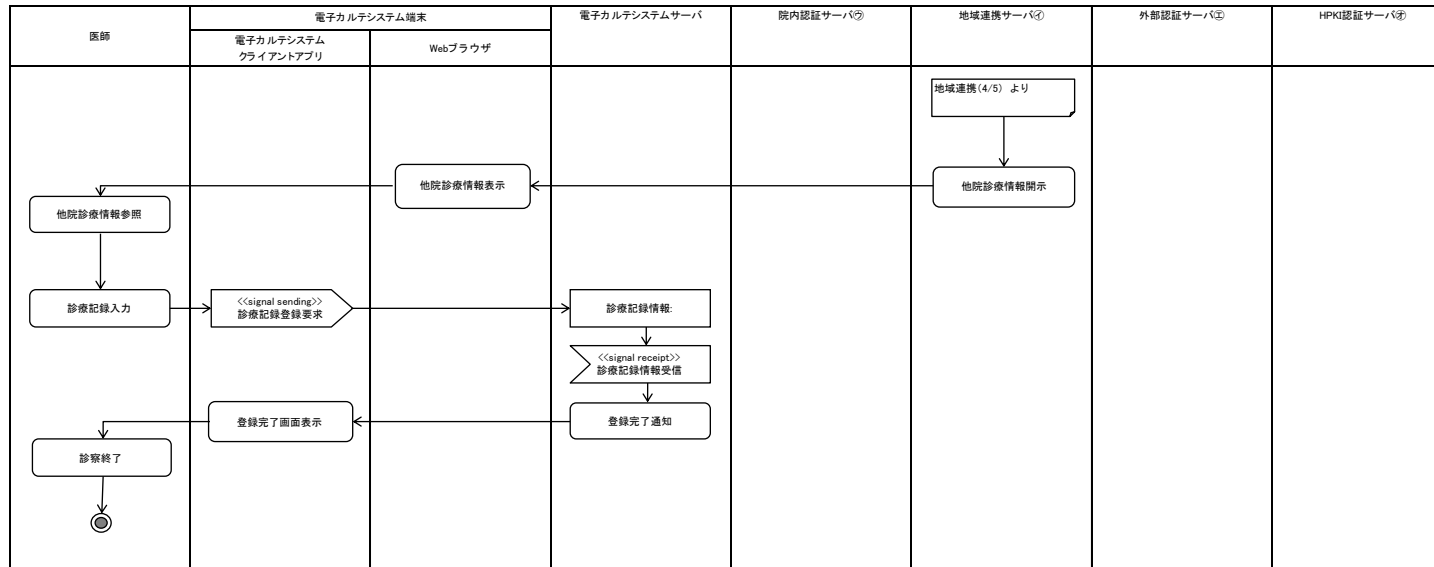 医師
電子カルテシステム端末
電子カルテシステム
クライアントアプリ
Webブラウザ
電子カルテシステムサーバ
院内認証サーバ㋒
地域連携サーバ㋑
外部認証サーバ㋓
HPKI認証サーバ㋔
地域連携(4/5) より
他院診療情報表示
他院診療情報開示
他院診療情報参照
診療記録入力
<<signal sending>>
診療記録登録要求
診療記録情報:
<<signal receipt>>
診療記録情報受信
登録完了画面表示
登録完了通知
診察終了